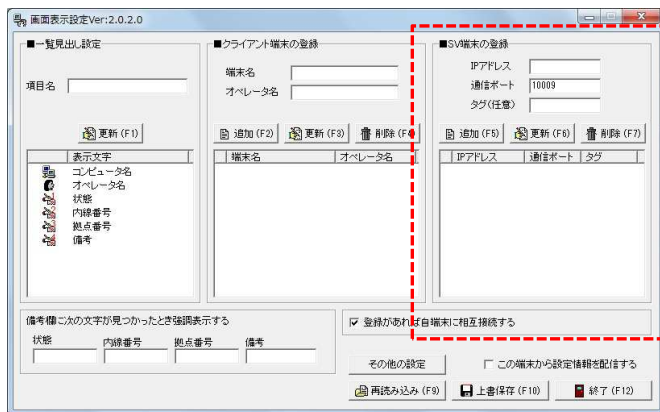 画面表示設定Ver:2.0.2.0
■一覧見出し設定
項目名
更新(F1)
表示文字
コンピュータ名
オペレータ名
状態
内線番号
拠点番号
備考
■クライアント端末の登録
端末名
オペレータ名
追加(F2) 更新(F3) 削除(F4)
端末名 オペレータ名
■SV端末の登録
IPアドレス
通信ポート 10009
タグ(任意)
追加(F5) 更新(F6) 削除(F7)
IPアドレス 通信ポート タグ
備考欄に次の文字が見つかったとき強調表示する
状態 内線番号 拠点番号 備考
登録があれば自端末に相互接続する
その他の設定 この端末から設定情報を配信する
再読み込み(F9) 上書保存(F10) 終了(F12)